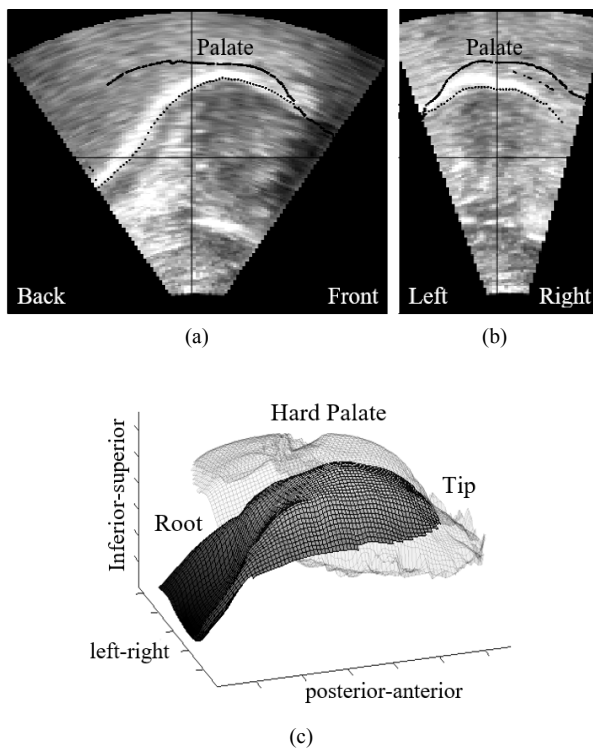 Palate
Palate
Back
Front
Left
Right
(a)
(b)
Hard Palate
Tip
Root
Inferior-superior
left-right
posterior-anterior
(c)